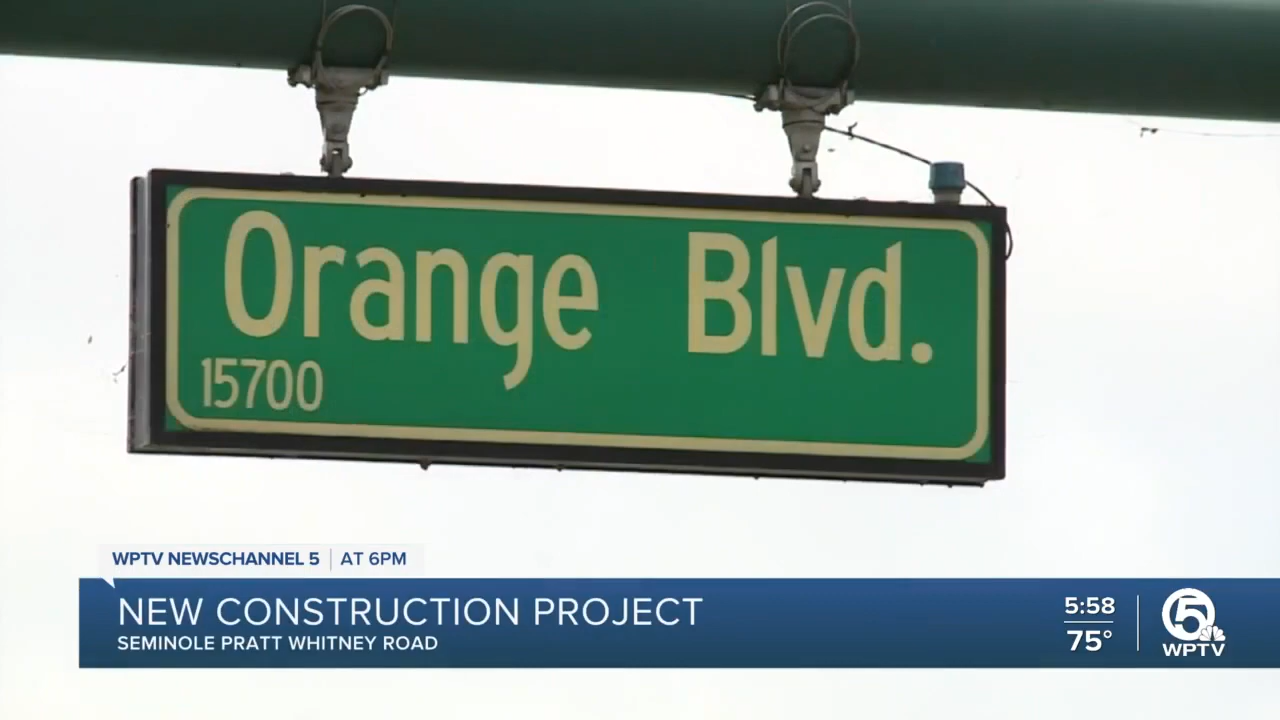 Orange Blvd.
15700
WPTV NEWSCHANNEL 5 | AT 6PM
NEW CONSTRUCTION PROJECT
SEMINOLE PRATT WHITNEY ROAD
5:58
75°
5
WPTV